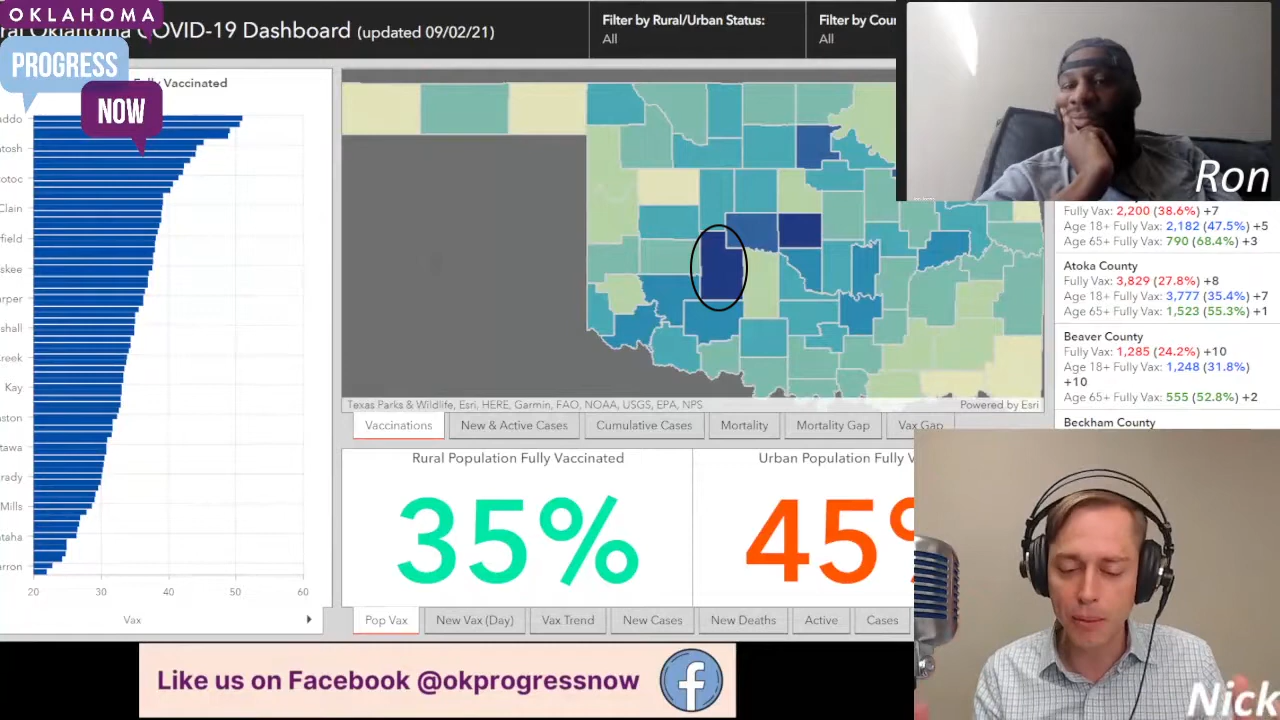 OKLAHOMA
PROGRESS
NOW
ral Oklahoma COVID-19 Dashboard (updated 09/02/21)
Filter by Rural/Urban Status:
All
Filter by Coun
All
Fully Vaccinated
addo
ntosh
otoc
Clain
field
skee
arper
shall
Creek
Kay
nston
tawa
rady
Mills
ataha
arron
20
30
40
50
60
Vax
Texas Parks & Wildlife, Esri, HERE, Garmin, FAO, NOAA, USGS, EPA, NPS
Powered by Esri
Vaccinations
New & Active Cases
Cumulative Cases
Mortality
Mortality Gap
Vax Gap
Rural Population Fully Vaccinated
35%
Urban Population Fully V
45%
Pop Vax
New Vax (Day)
Vax Trend
New Cases
New Deaths
Active
Cases
Ron
Fully Vax: 2,200 (38.6%) +7
Age 18+ Fully Vax: 2,182 (47.5%) +5
Age 65+ Fully Vax: 790 (68.4%) +3
Atoka County
Fully Vax: 3,829 (27.8%) +8
Age 18+ Fully Vax: 3,777 (35.4%) +7
Age 65+ Fully Vax: 1,523 (55.3%) +1
Beaver County
Fully Vax: 1,285 (24.2%) +10
Age 18+ Fully Vax: 1,248 (31.8%)
+10
Age 65+ Fully Vax: 555 (52.8%) +2
Beckham County
Nick
Like us on Facebook @okprogressnow